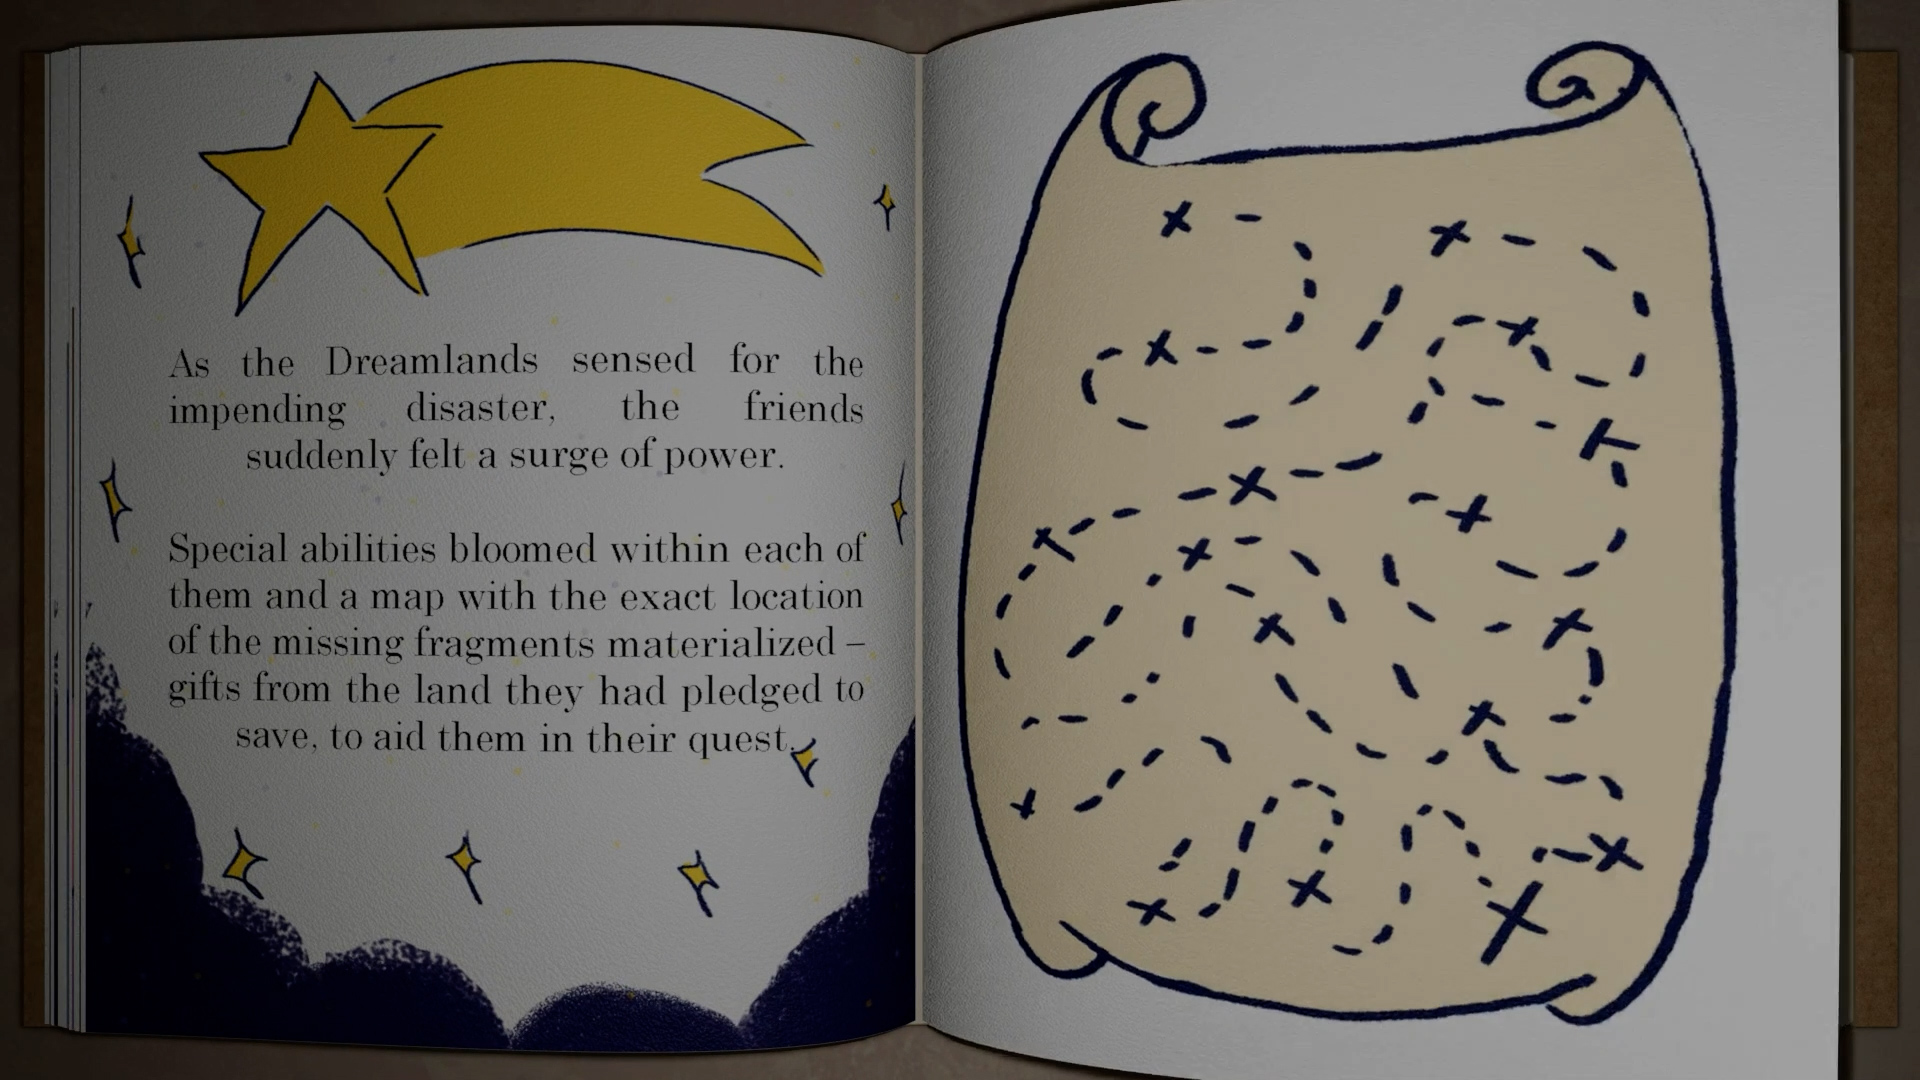 As the Dreamlands sensed for the
impending disaster, the friends
suddenly felt a surge of power.
Special abilities bloomed within each of
them and a map with the exact location
of the missing fragments materialized –
gifts from the land they had pledged to
save, to aid them in their quest.